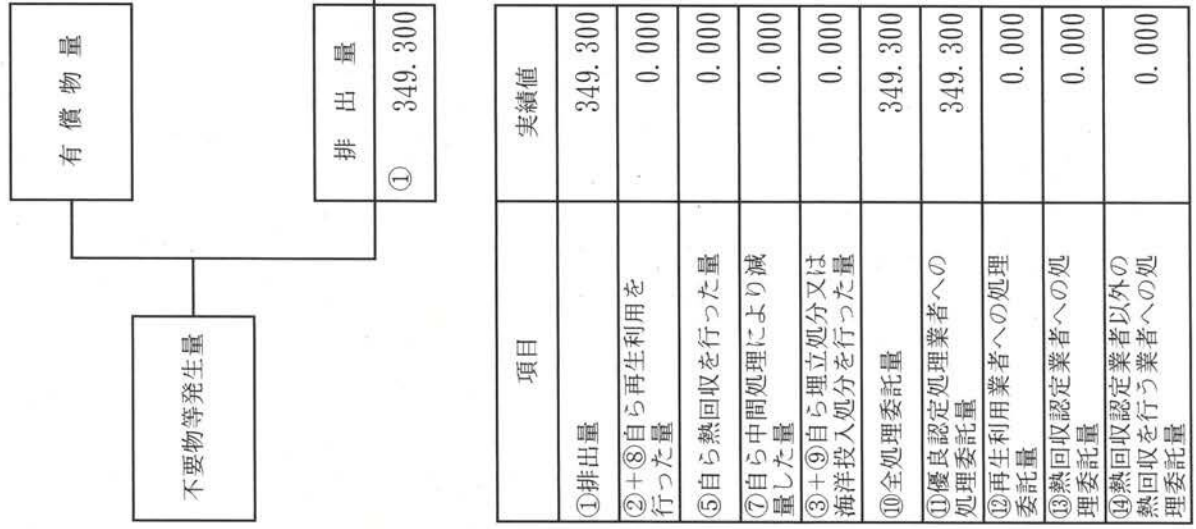 有償物量
不要物等発生量
排出量
① 349.300
項目 実績値
①排出量 349.300
②+⑧自ら再生利用を
行った量 0.000
⑤自ら熱回収を行った量 0.000
⑦自ら中間処理により減
量した量 0.000
③+⑨自ら埋立処分又は
海洋投入処分を行った量 0.000
⑩全処理委託量 349.300
⑪優良認定処理業者への
処理委託量 349.300
⑫再生利用業者への処理
委託量 0.000
⑬熱回収認定業者への処
理委託量 0.000
⑭熱回収認定業者以外の
熱回収を行う業者への処
理委託量 0.000